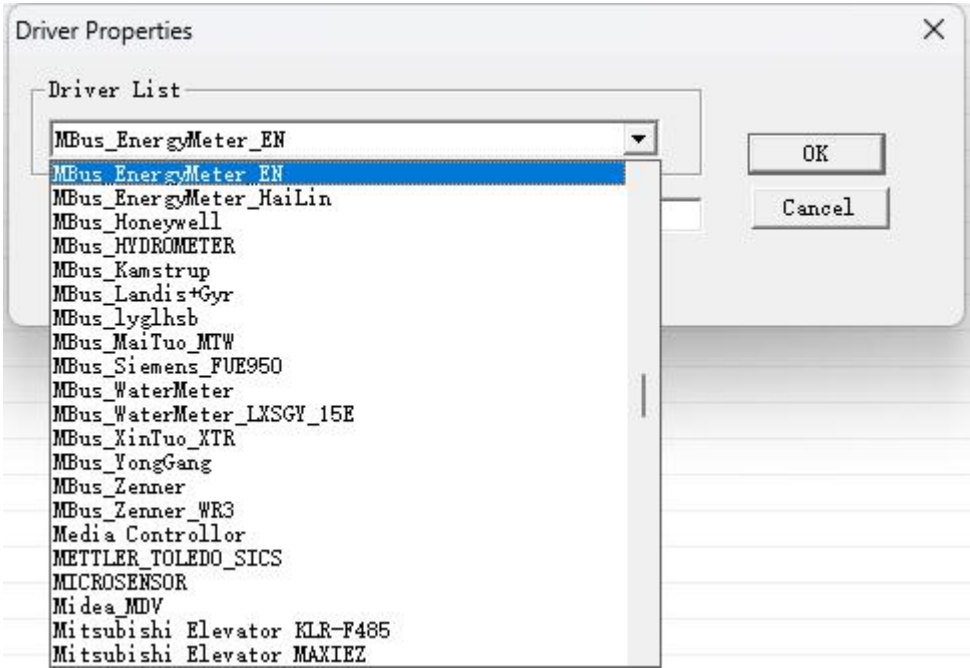 Driver Properties
Driver List
MBus_EnergyMeter_EN
OK
Cancel
MBus_EnergyMeter_EN
MBus_EnergyMeter_HaiLin
MBus_Honeywell
MBus_HYDROMETER
MBus_Kamstrup
MBus_Landis+Gyr
MBus_lyglhsb
MBus_MaiTuo_MTW
MBus_Siemens_FUE950
MBus_WaterMeter
MBus_WaterMeter_LXSGY_15E
MBus_XinTuo_XTR
MBus_YongGang
MBus_Zenner
MBus_Zenner_WR3
Media Controllor
METTLER_TOLEDO_SICS
MICROSENSOR
Midea_MDV
Mitsubishi Elevator KLR-F485
Mitsubishi Elevator MAXIEZ